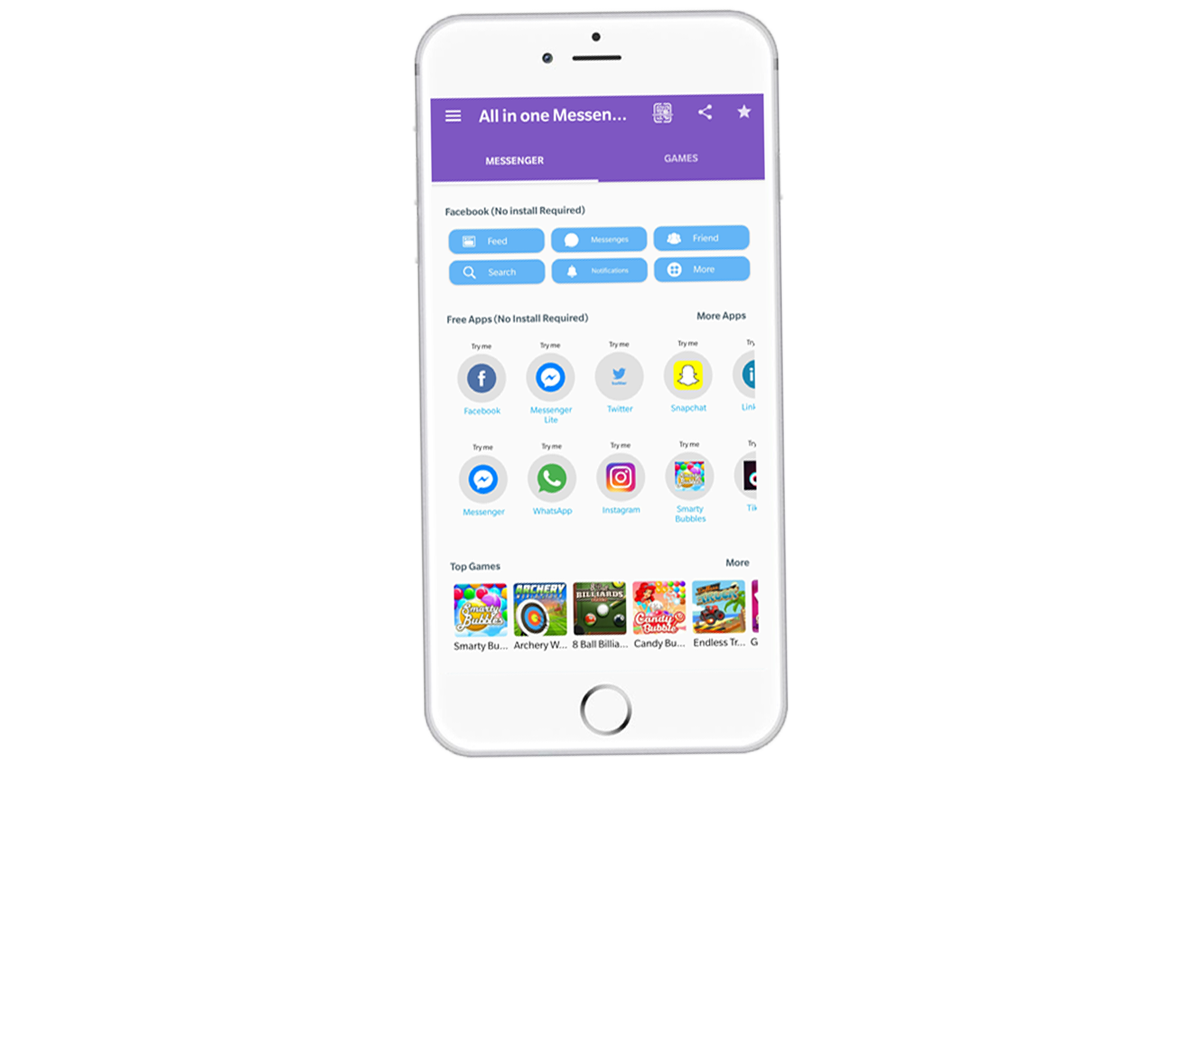 All in one Messen...
MESSENGER GAMES
Facebook (No install Required)
Feed Messenges Friend
Search Notifications More
Free Apps (No Install Required) More Apps
Try me Try me Try me Try me Try
f
twitter
Facebook Messenger Lite Twitter Snapchat Link
Try me Try me Try me Try me Try
Messenger WhatsApp Instagram Smarty Bubbles Tik
Top Games More
Smarty Bubbles ARCHERY BILLIARDS Candy Bubble
Smarty Bu... Archery W... 8 Ball Billia... Candy Bu... Endless Tr... G